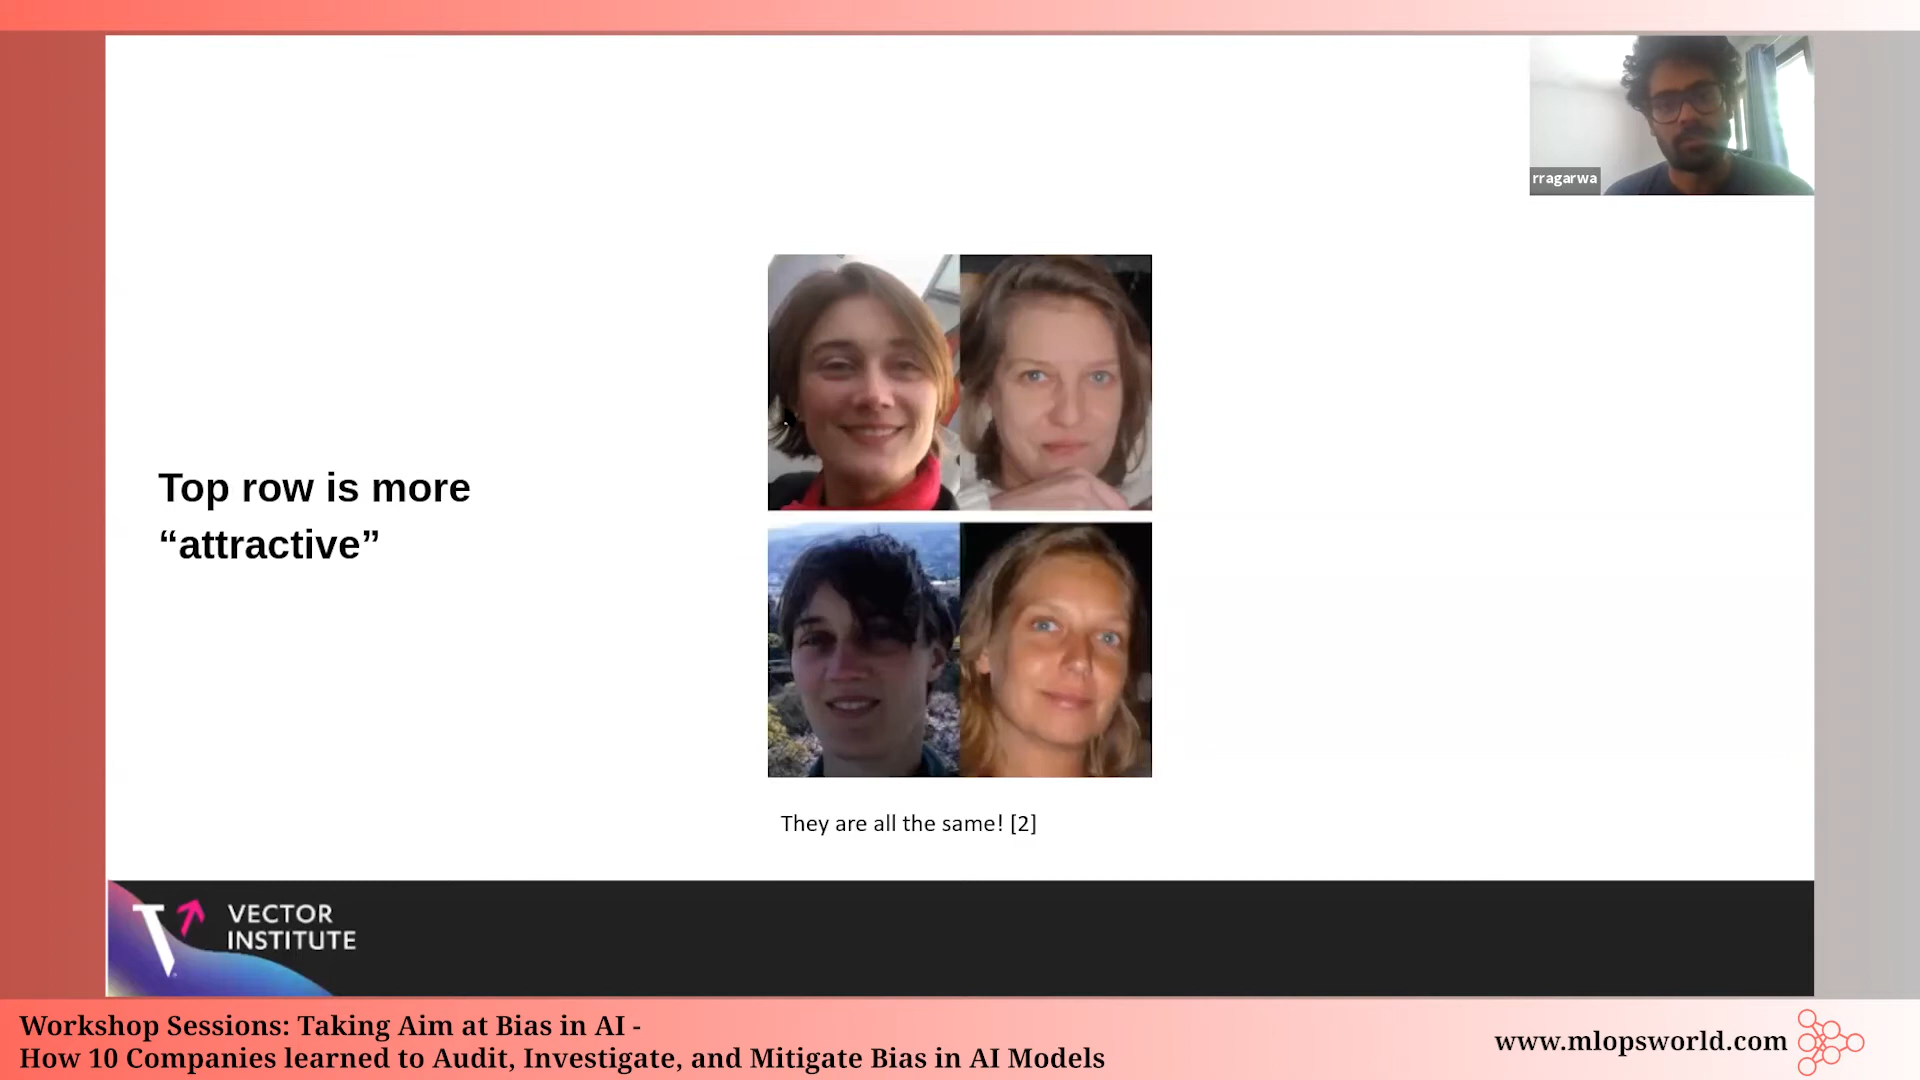 rragarwa
Top row is more
“attractive”
They are all the same! [2]
VECTOR
INSTITUTE
Workshop Sessions: Taking Aim at Bias in AI -
How 10 Companies learned to Audit, Investigate, and Mitigate Bias in AI Models
www.mlopsworld.com